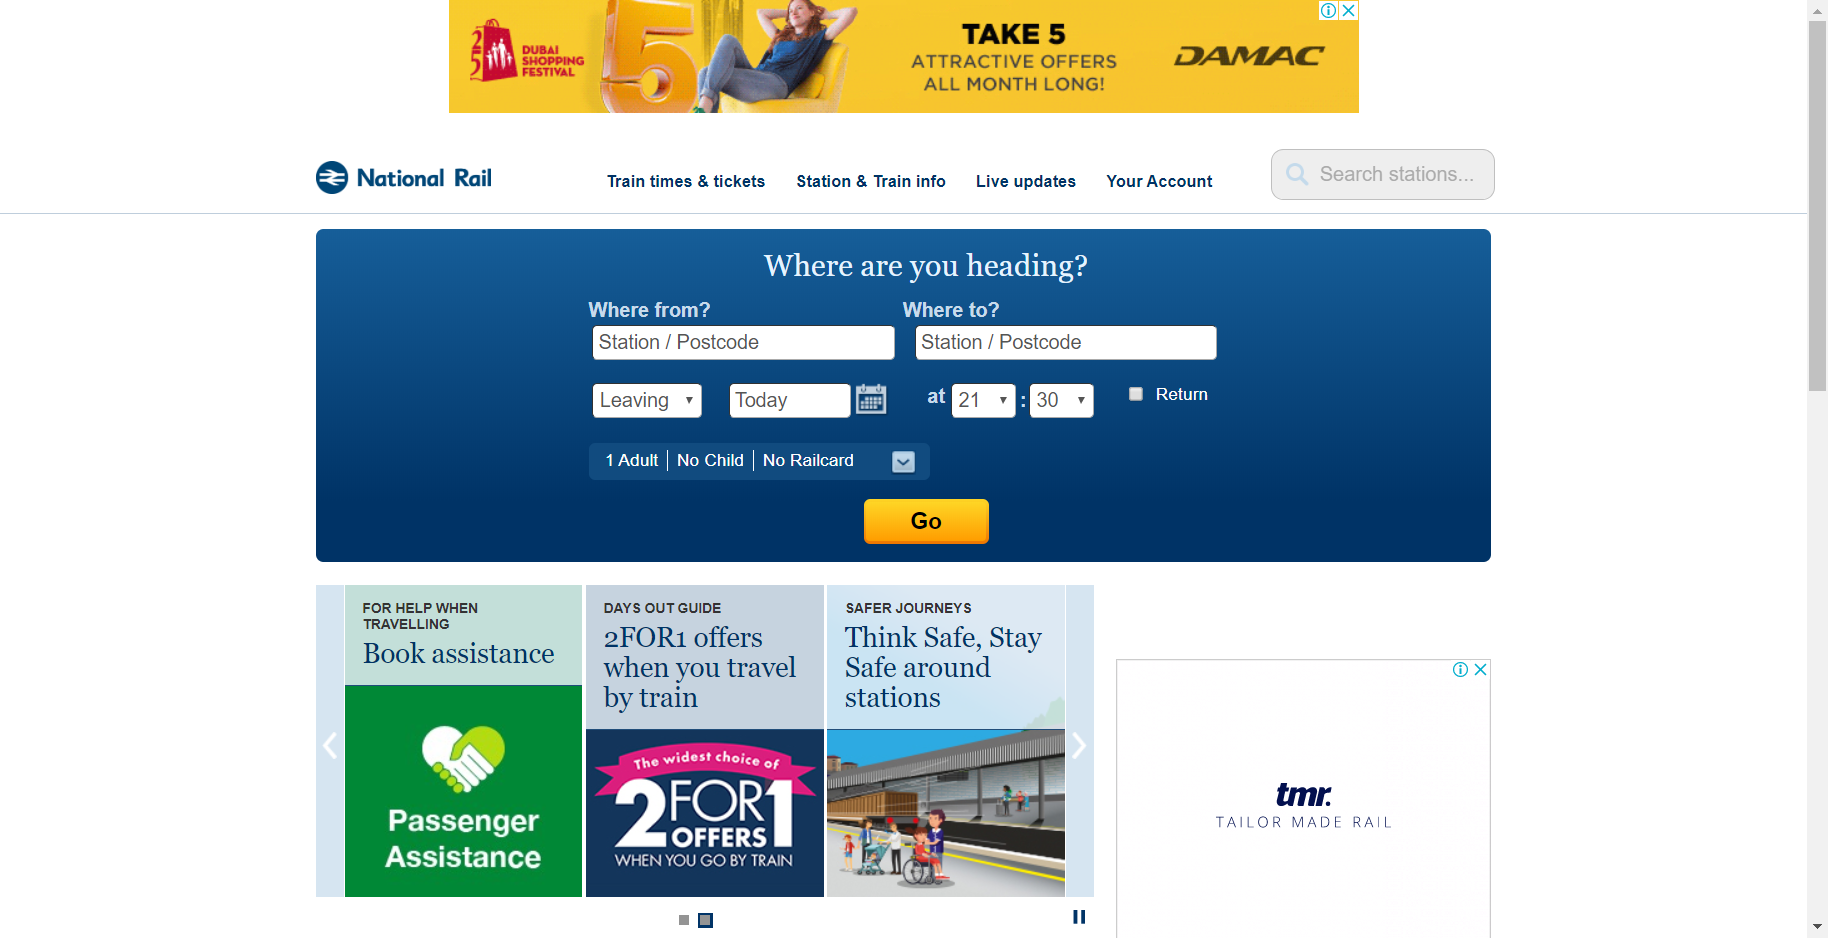 DUBAI
SHOPPING
FESTIVAL
5
TAKE 5
ATTRACTIVE OFFERS
ALL MONTH LONG!
DAMAC
National Rail
Train times & tickets
Station & Train info
Live updates
Your Account
Search stations...
Where are you heading?
Where from?
Where to?
Station / Postcode
Station / Postcode
Leaving
Today
at 21 : 30
Return
1 Adult
No Child
No Railcard
Go
FOR HELP WHEN
TRAVELLING
Book assistance
Passenger
Assistance
DAYS OUT GUIDE
2FOR1 offers
when you travel
by train
The widest choice of
2FOR1
OFFERS
WHEN YOU GO BY TRAIN
SAFER JOURNEYS
Think Safe, Stay
Safe around
stations
tmr.
TAILOR MADE RAIL